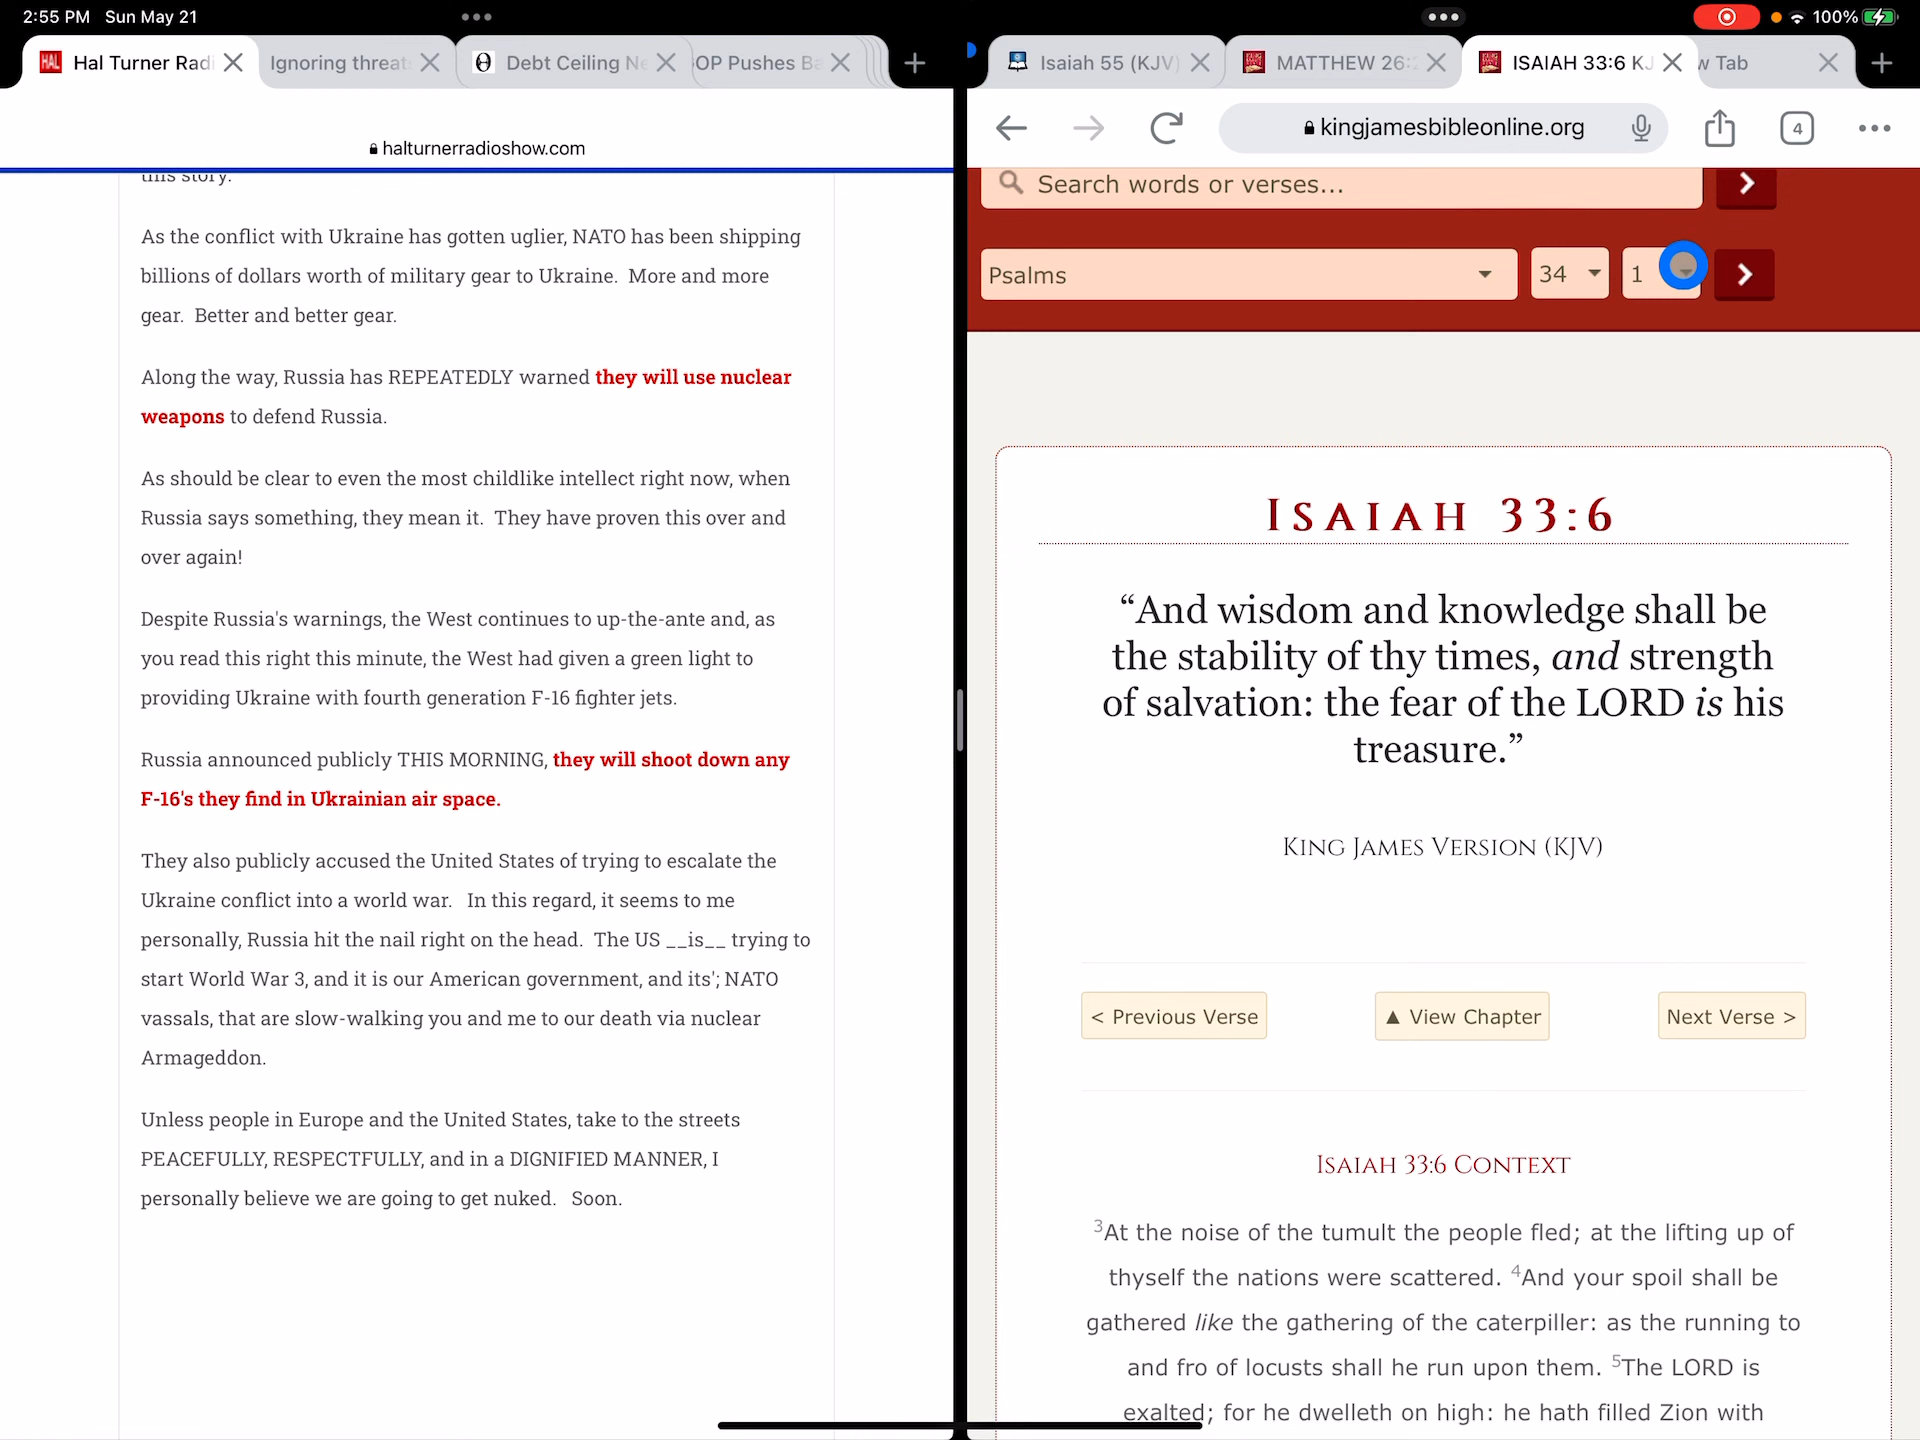 2:55 PM Sun May 21
100%
Hal Turner Radi
Ignoring threat
Debt Ceiling Ne
OP Pushes Ba
halturnerradioshow.com
this story.
As the conflict with Ukraine has gotten uglier, NATO has been shipping
billions of dollars worth of military gear to Ukraine.  More and more
gear.  Better and better gear.
Along the way, Russia has REPEATEDLY warned they will use nuclear
weapons to defend Russia.
As should be clear to even the most childlike intellect right now, when
Russia says something, they mean it.  They have proven this over and
over again!
Despite Russia's warnings, the West continues to up-the-ante and, as
you read this right this minute, the West had given a green light to
providing Ukraine with fourth generation F-16 fighter jets.
Russia announced publicly THIS MORNING, they will shoot down any
F-16's they find in Ukrainian air space.
They also publicly accused the United States of trying to escalate the
Ukraine conflict into a world war.   In this regard, it seems to me
personally, Russia hit the nail right on the head.  The US __is__ trying to
start World War 3, and it is our American government, and its'; NATO
vassals, that are slow-walking you and me to our death via nuclear
Armageddon.
Unless people in Europe and the United States, take to the streets
PEACEFULLY, RESPECTFULLY, and in a DIGNIFIED MANNER, I
personally believe we are going to get nuked.   Soon.
Isaiah 55 (KJV)
MATTHEW 26:2
ISAIAH 33:6 KJ
w Tab
kingjamesbibleonline.org
4
Search words or verses...
Psalms
34
1
ISAIAH 33:6
“And wisdom and knowledge shall be
the stability of thy times, and strength
of salvation: the fear of the LORD is his
treasure.”
KING JAMES VERSION (KJV)
< Previous Verse
▲ View Chapter
Next Verse >
ISAIAH 33:6 CONTEXT
3At the noise of the tumult the people fled; at the lifting up of
thyself the nations were scattered. 4And your spoil shall be
gathered like the gathering of the caterpiller: as the running to
and fro of locusts shall he run upon them. 5The LORD is
exalted; for he dwelleth on high: he hath filled Zion with